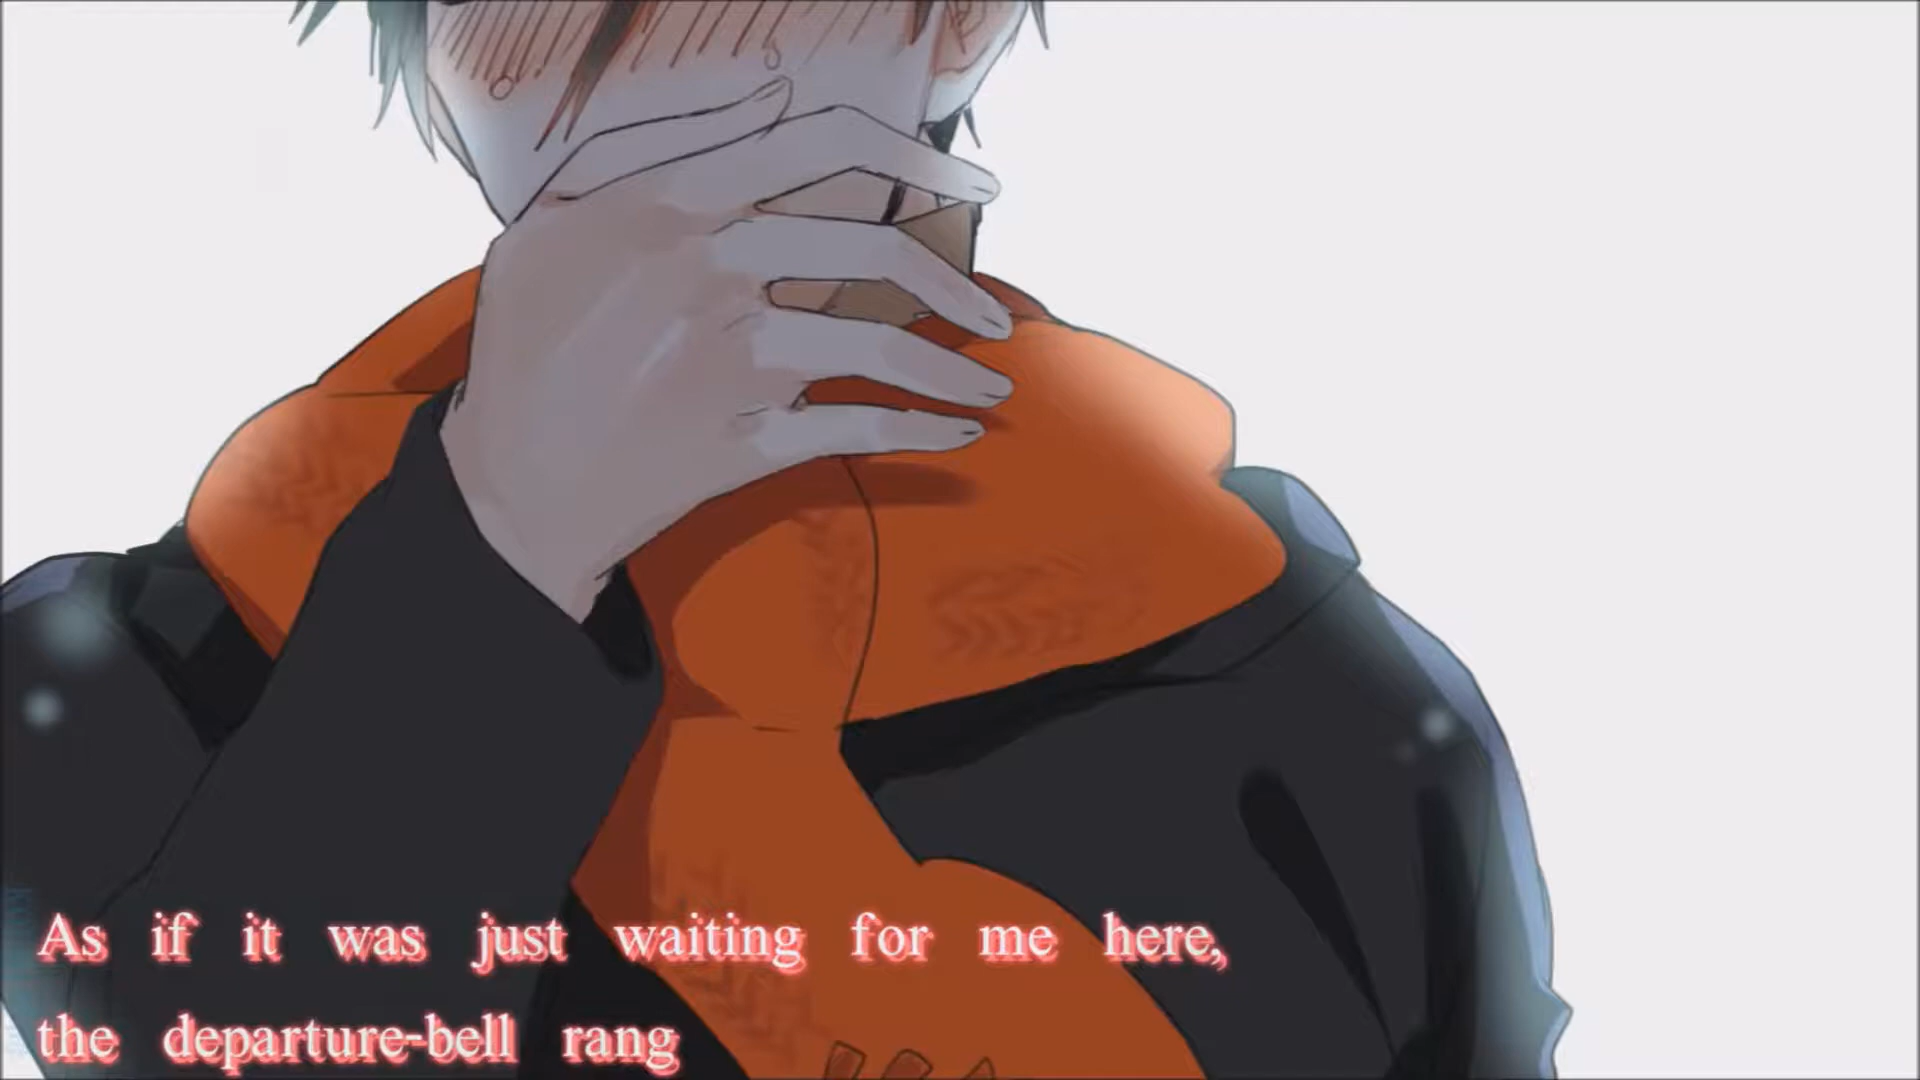 As if it was just waiting for me here,
the departure-bell rang